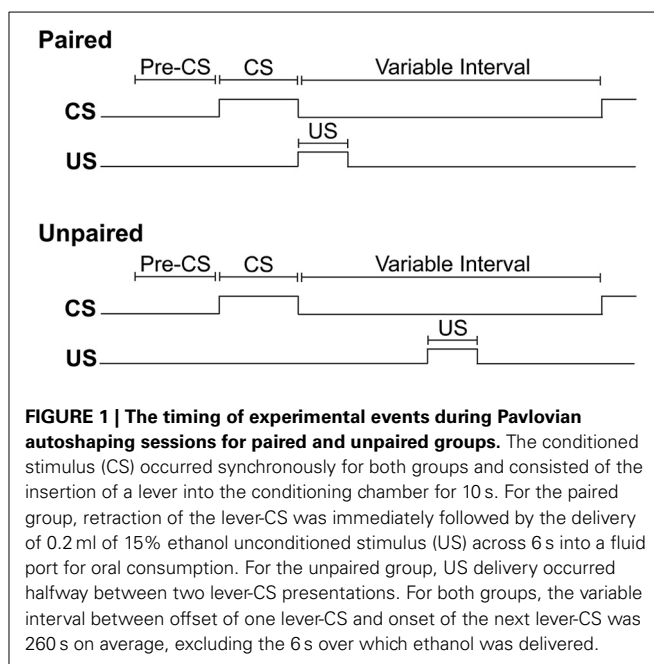 Paired
Pre-CS CS Variable Interval
CS
US
US
Unpaired
Pre-CS CS Variable Interval
CS
US
US
FIGURE 1 | The timing of experimental events during Pavlovian
autoshaping sessions for paired and unpaired groups. The conditioned
stimulus (CS) occurred synchronously for both groups and consisted of the
insertion of a lever into the conditioning chamber for 10 s. For the paired
group, retraction of the lever-CS was immediately followed by the delivery
of 0.2 ml of 15% ethanol unconditioned stimulus (US) across 6 s into a fluid
port for oral consumption. For the unpaired group, US delivery occurred
halfway between two lever-CS presentations. For both groups, the variable
interval between offset of one lever-CS and onset of the next lever-CS was
260 s on average, excluding the 6 s over which ethanol was delivered.